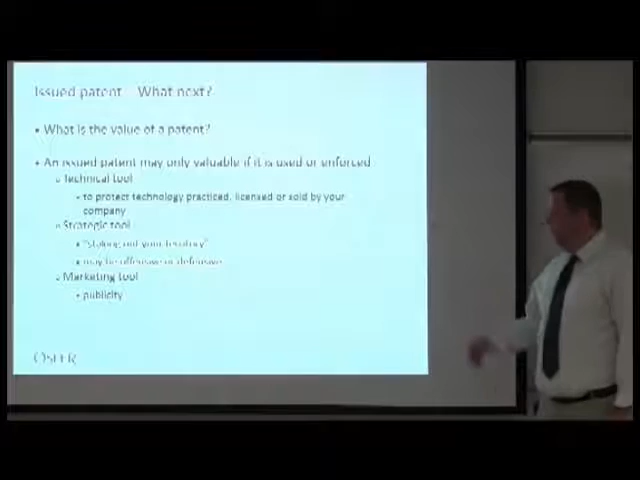 Issued patent – What next?
• What is the value of a patent?
• An issued patent may only valuable if it is used or enforced
o Technical tool
• to protect technology practiced, licensed or sold by your
company
o Strategic tool
• "staking out your territory"
• may be offensive or defensive
o Marketing tool
• publicity
OSLER